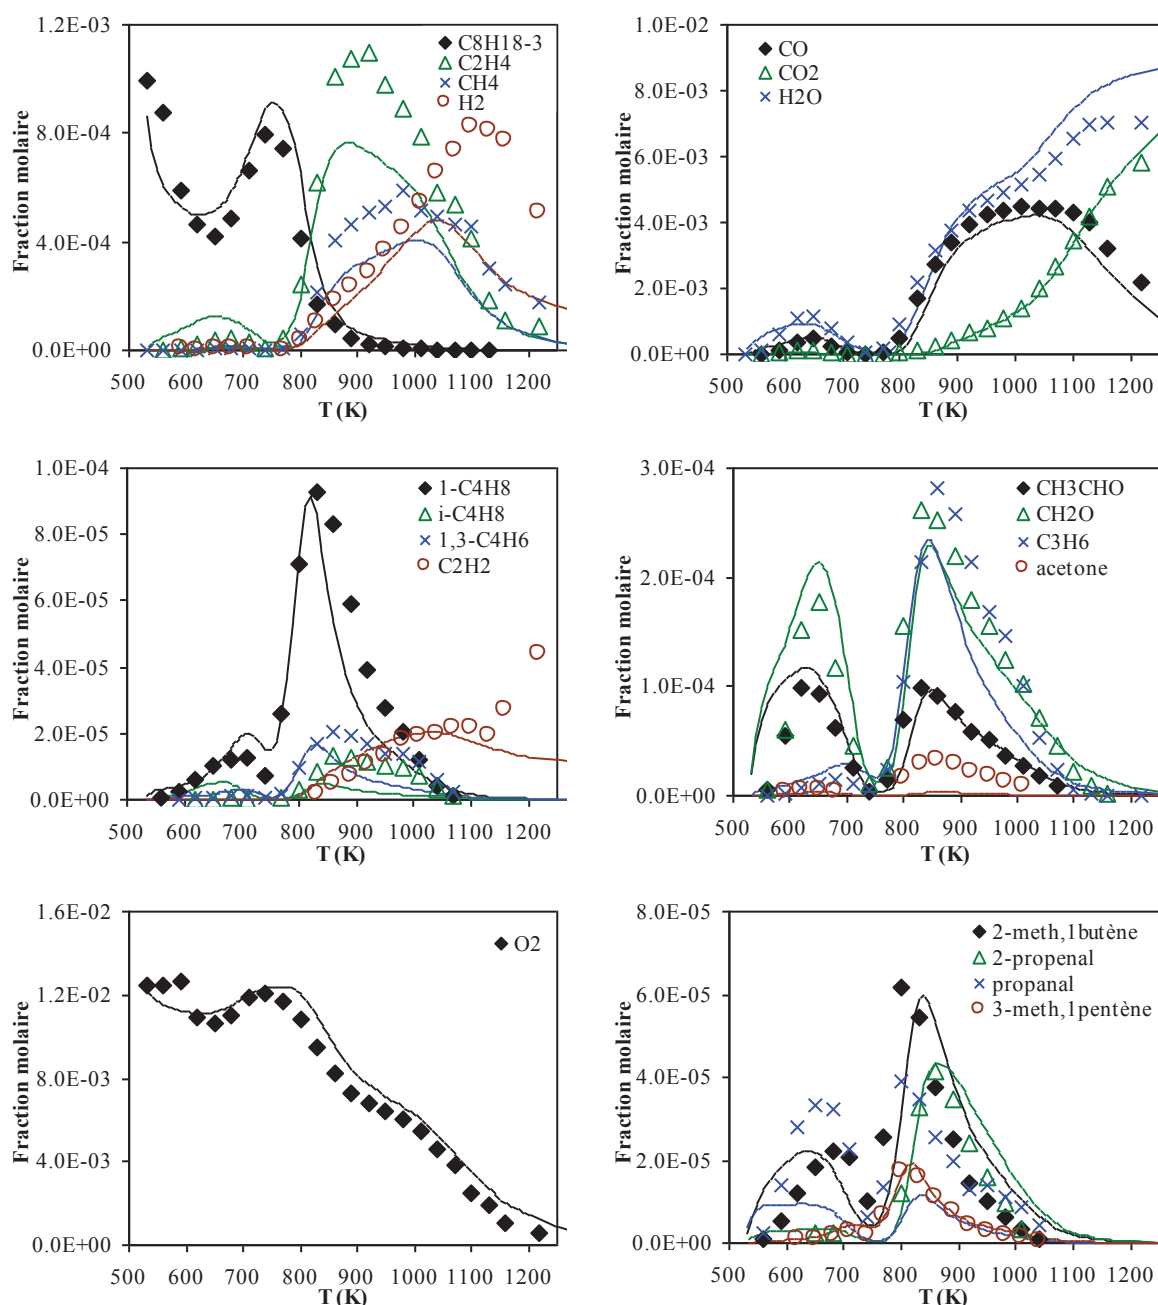 1.2E-03
8.0E-04
4.0E-04
0.0E+00
Fraction molaire
C8H18-3
C2H4
CH4
H2
500 600 700 800 900 1000 1100 1200
T (K)
1.0E-02
8.0E-03
6.0E-03
4.0E-03
2.0E-03
0.0E+00
Fraction molaire
CO
CO2
H2O
500 600 700 800 900 1000 1100 1200
T (K)
1.0E-04
8.0E-05
6.0E-05
4.0E-05
2.0E-05
0.0E+00
Fraction molaire
1-C4H8
i-C4H8
1,3-C4H6
C2H2
500 600 700 800 900 1000 1100 1200
T (K)
3.0E-04
2.0E-04
1.0E-04
0.0E+00
Fraction molaire
CH3CHO
CH2O
C3H6
acetone
500 600 700 800 900 1000 1100 1200
T (K)
1.6E-02
1.2E-02
8.0E-03
4.0E-03
0.0E+00
Fraction molaire
O2
500 600 700 800 900 1000 1100 1200
T (K)
8.0E-05
6.0E-05
4.0E-05
2.0E-05
0.0E+00
Fraction molaire
2-meth,1butène
2-propenal
propanal
3-meth,1pentène
500 600 700 800 900 1000 1100 1200
T (K)